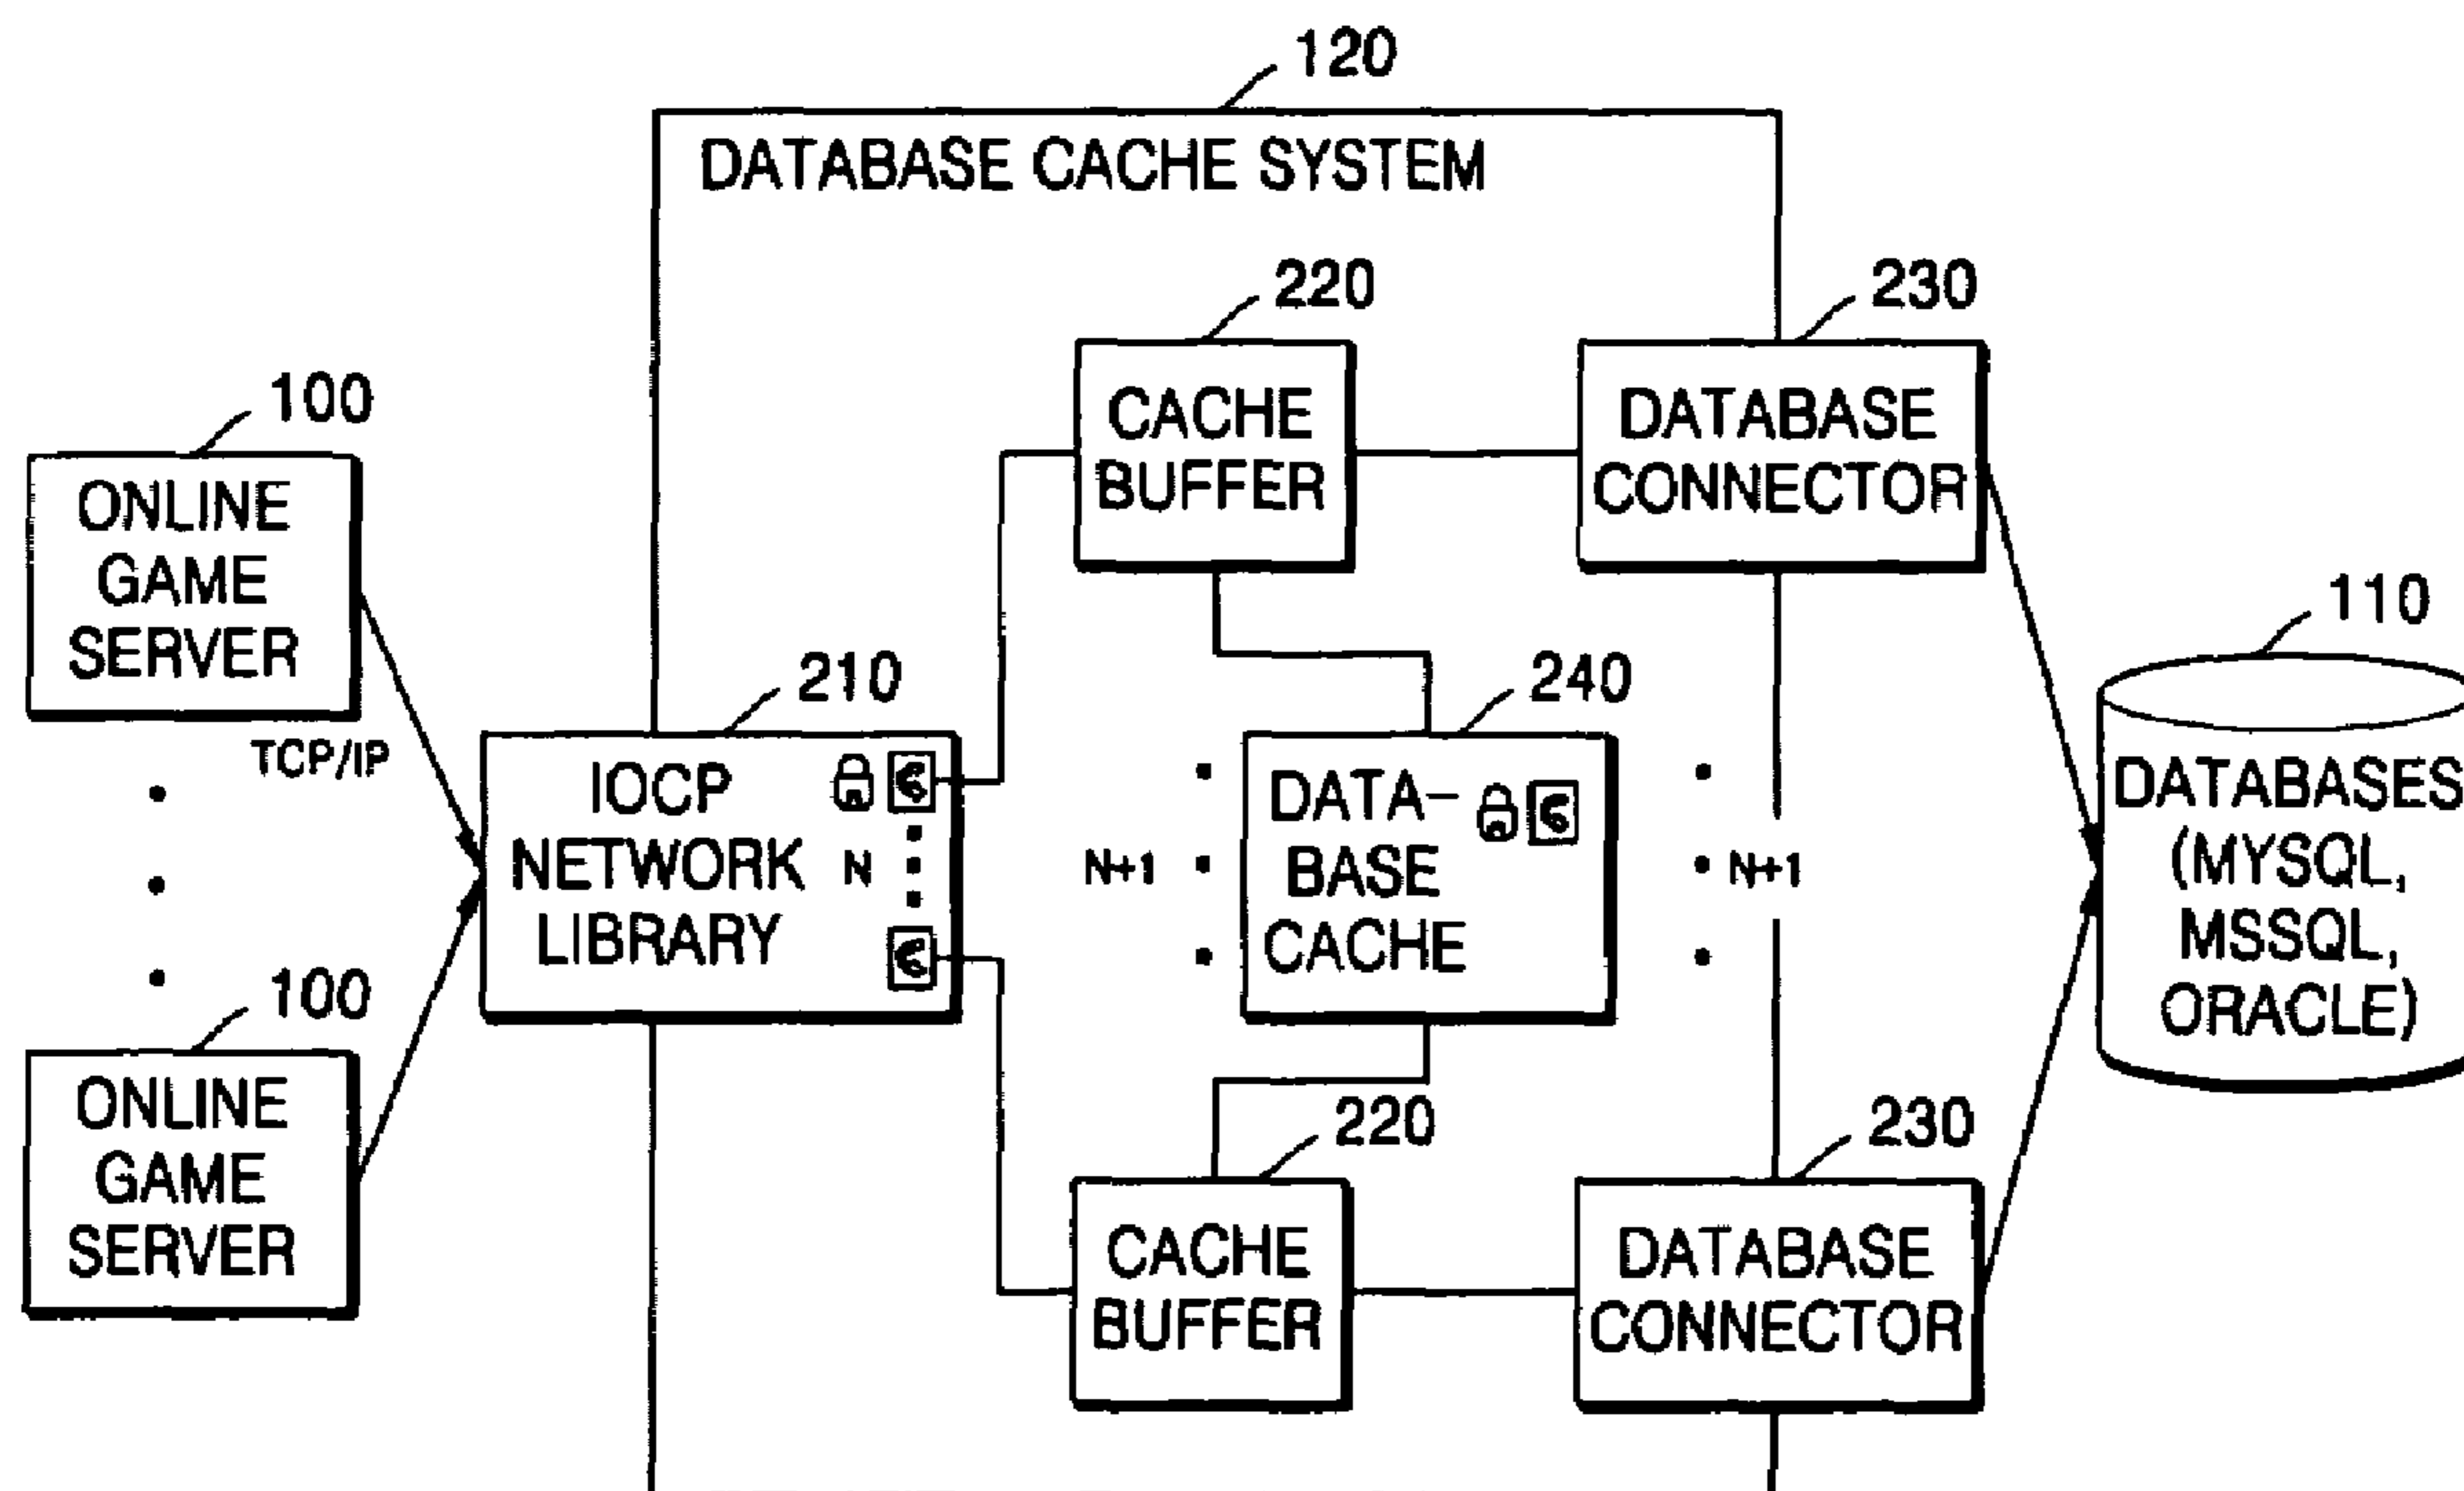 120
DATABASE CACHE SYSTEM
220
230
CACHE
BUFFER
DATABASE
CONNECTOR
100
ONLINE
GAME
SERVER
TCP/IP
210
IOCP
NETWORK
LIBRARY
N
N+1
240
DATA-
BASE
CACHE
N+1
110
DATABASES
(MYSQL,
MSSQL,
ORACLE)
100
ONLINE
GAME
SERVER
220
CACHE
BUFFER
230
DATABASE
CONNECTOR